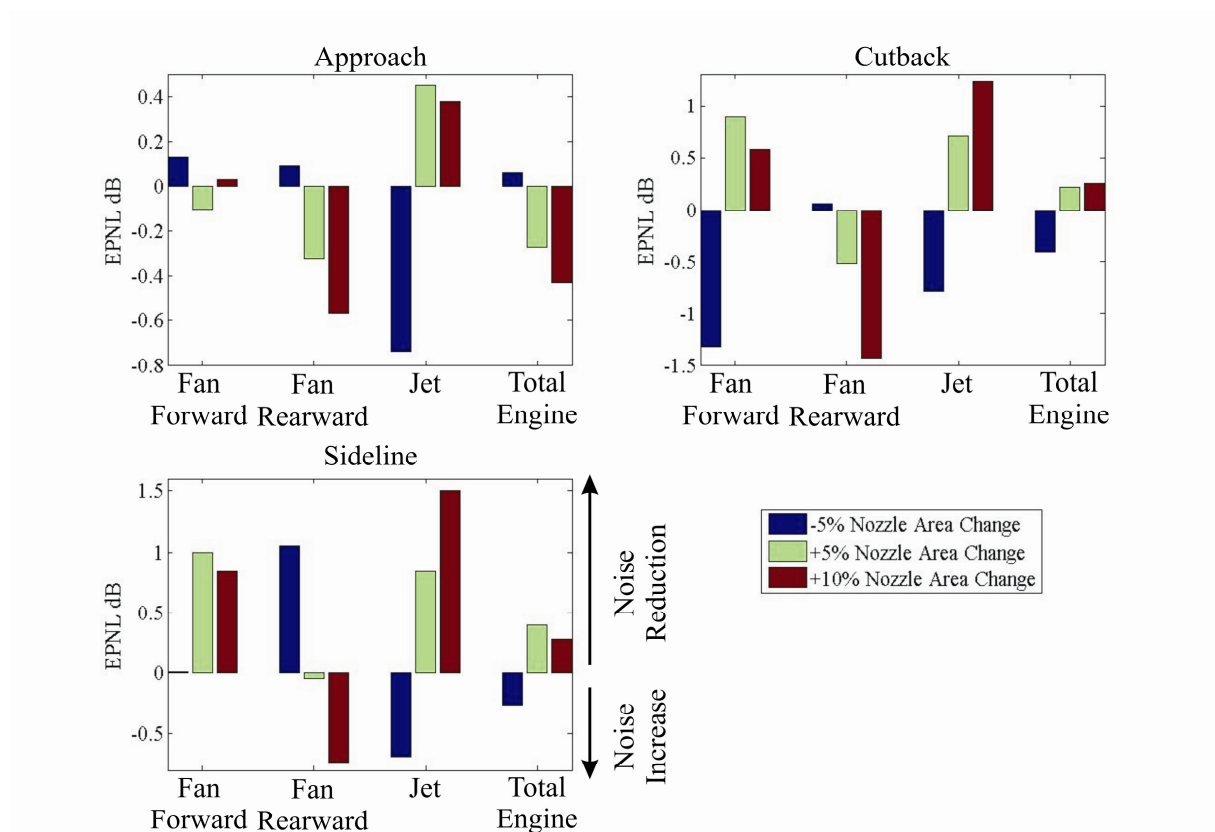 Approach
0.4
0.2
0
-0.2
-0.4
-0.6
-0.8
EPNL dB
Fan Forward
Fan Rearward
Jet
Total Engine
Cutback
1
0.5
0
-0.5
-1
-1.5
EPNL dB
Fan Forward
Fan Rearward
Jet
Total Engine
Sideline
1.5
1
0.5
0
-0.5
EPNL dB
Fan Forward
Fan Rearward
Jet
Total Engine
Noise
Reduction
Noise
Increase
-5% Nozzle Area Change
+5% Nozzle Area Change
+10% Nozzle Area Change